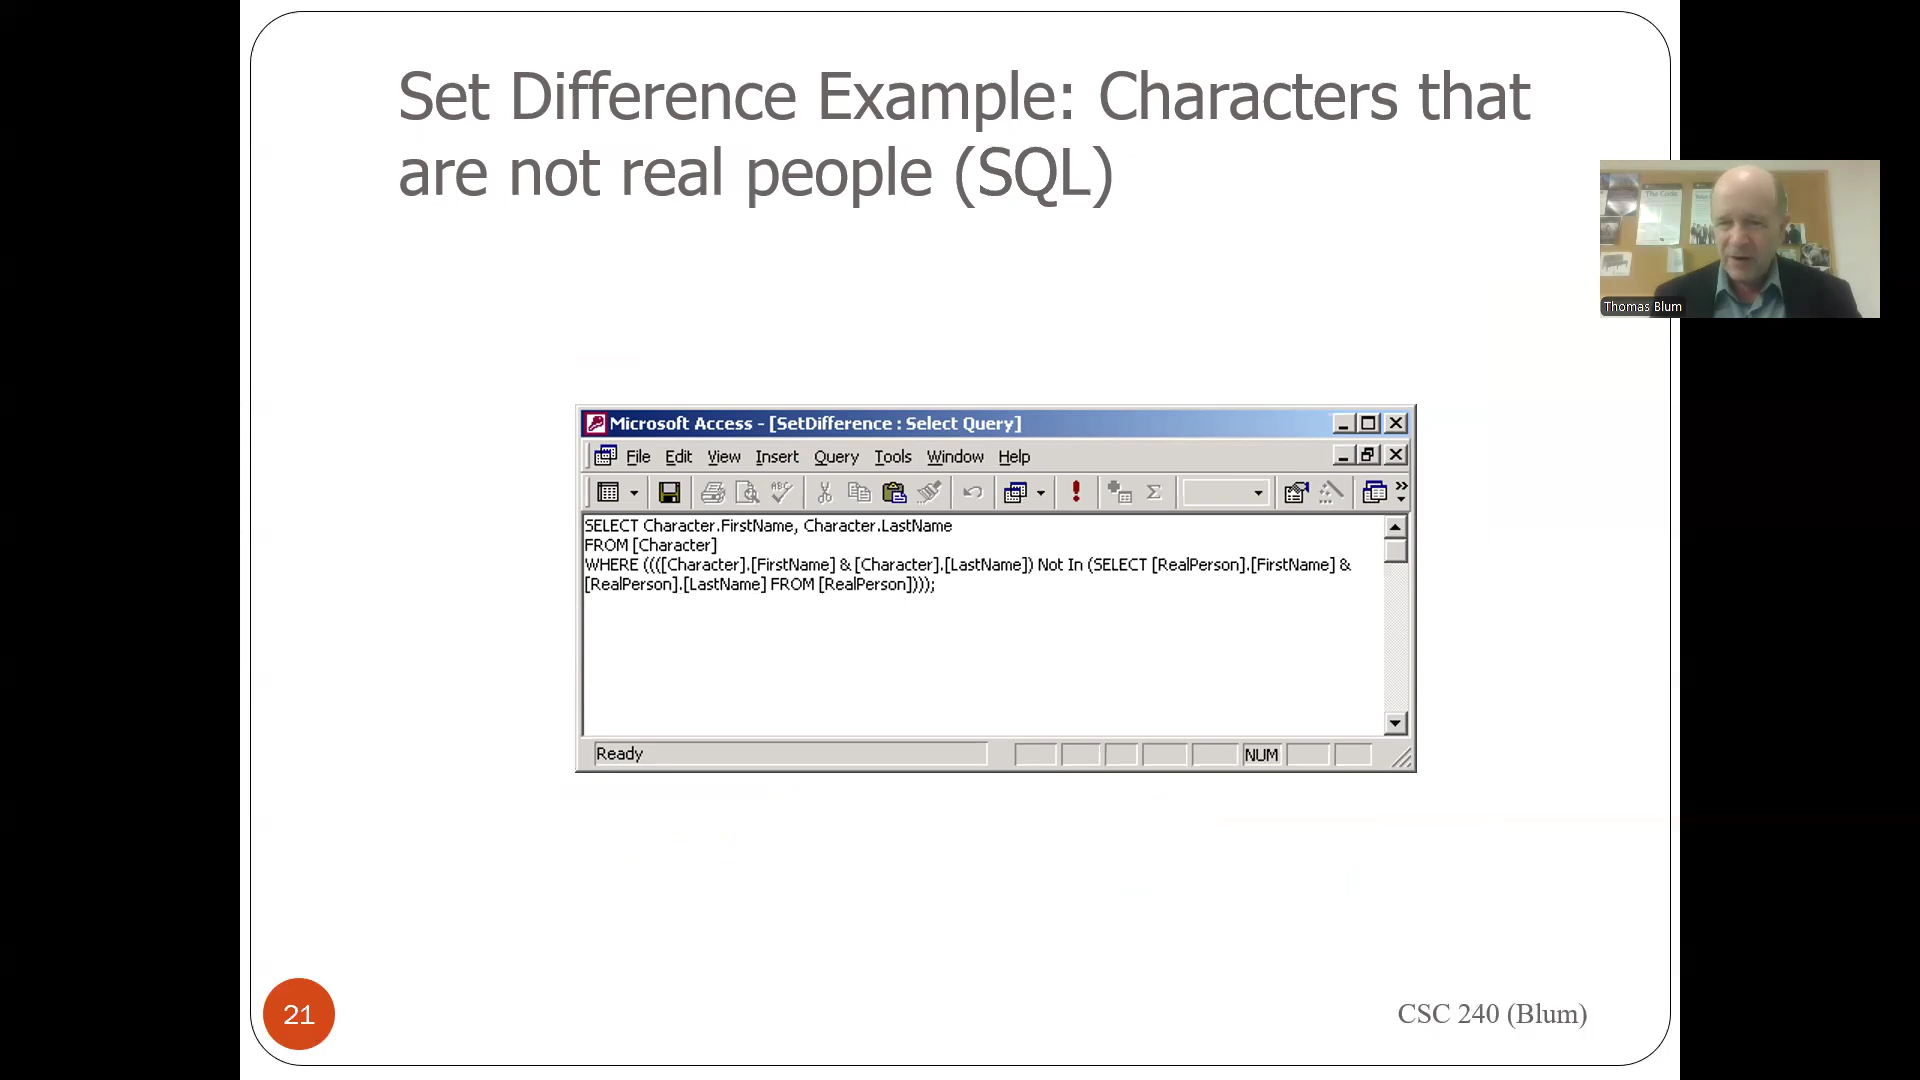 Set Difference Example: Characters that
are not real people (SQL)
Thomas Blum
Microsoft Access - [SetDifference : Select Query]
File Edit View Insert Query Tools Window Help
SELECT Character.FirstName, Character.LastName
FROM [Character]
WHERE ((([Character].[FirstName] & [Character].[LastName]) Not In (SELECT [RealPerson].[FirstName] &
[RealPerson].[LastName] FROM [RealPerson])));
Ready
NUM
21
CSC 240 (Blum)